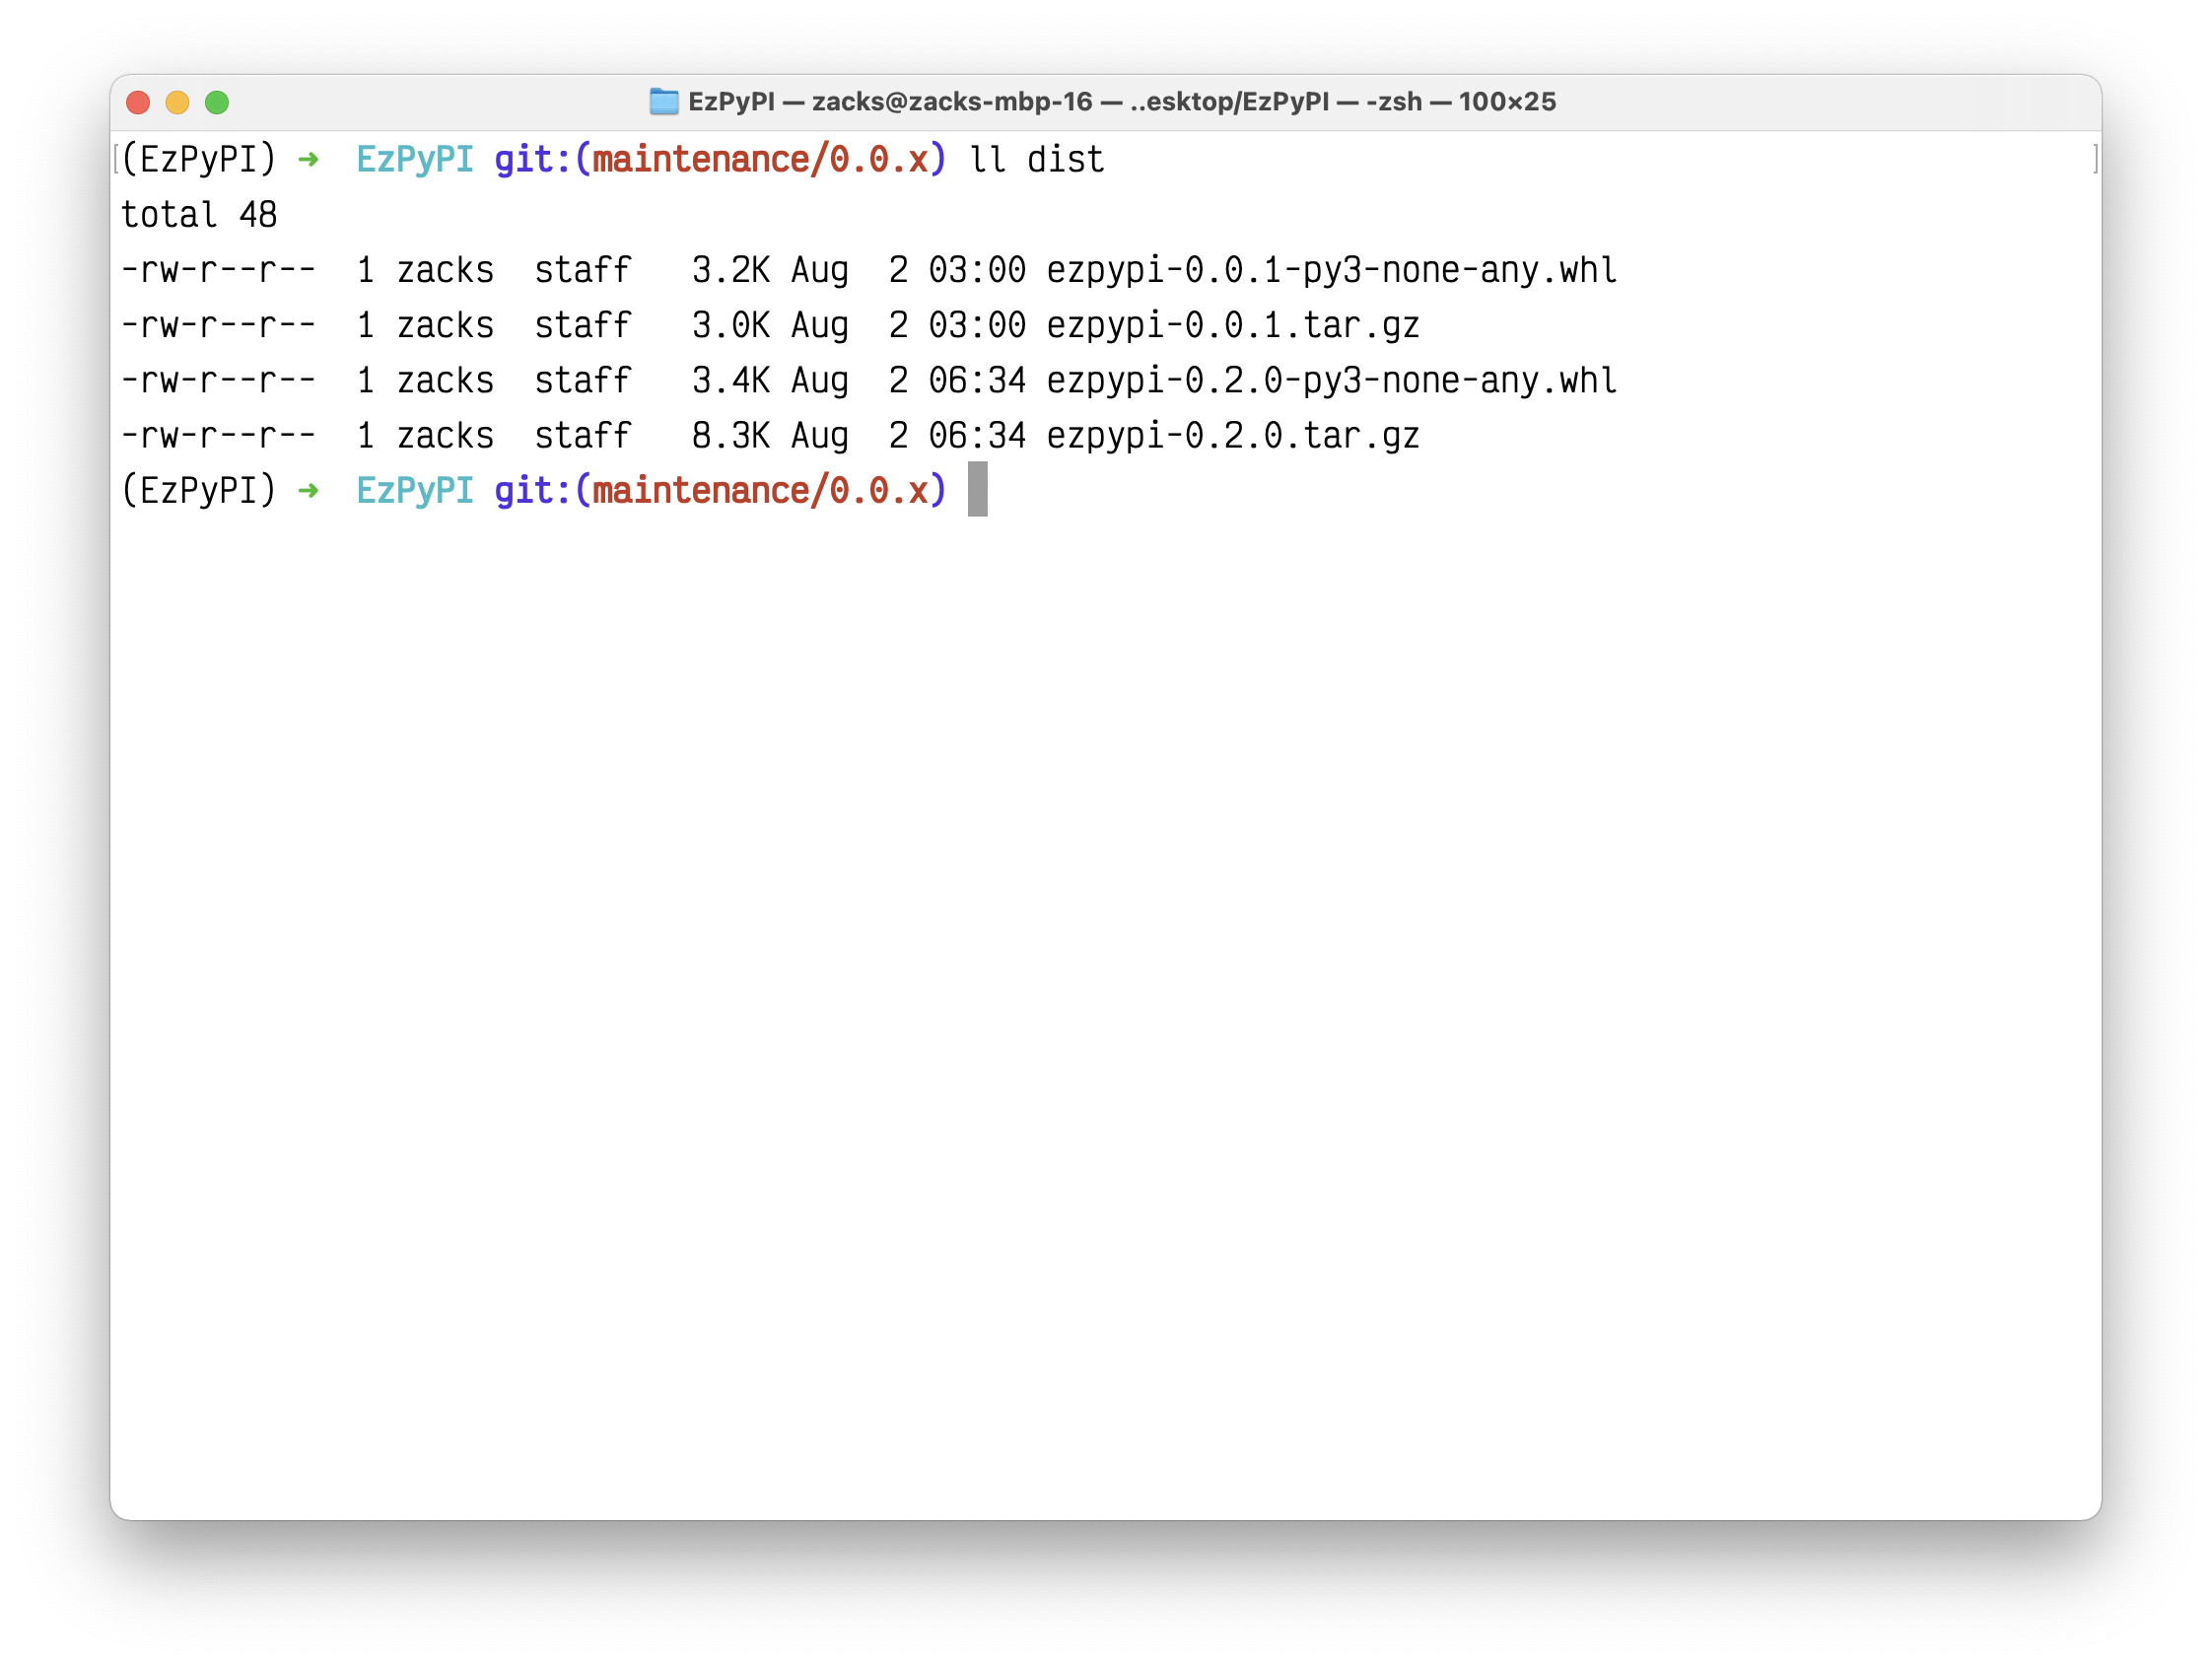 EzPyPI — zacks@zacks-mbp-16 — ..esktop/EzPyPI — -zsh — 100×25
[(EzPyPI) ➜  EzPyPI git:(maintenance/0.0.x) ll dist ]
total 48
-rw-r--r--  1 zacks  staff   3.2K Aug  2 03:00 ezpypi-0.0.1-py3-none-any.whl
-rw-r--r--  1 zacks  staff   3.0K Aug  2 03:00 ezpypi-0.0.1.tar.gz
-rw-r--r--  1 zacks  staff   3.4K Aug  2 06:34 ezpypi-0.2.0-py3-none-any.whl
-rw-r--r--  1 zacks  staff   8.3K Aug  2 06:34 ezpypi-0.2.0.tar.gz
(EzPyPI) ➜  EzPyPI git:(maintenance/0.0.x)